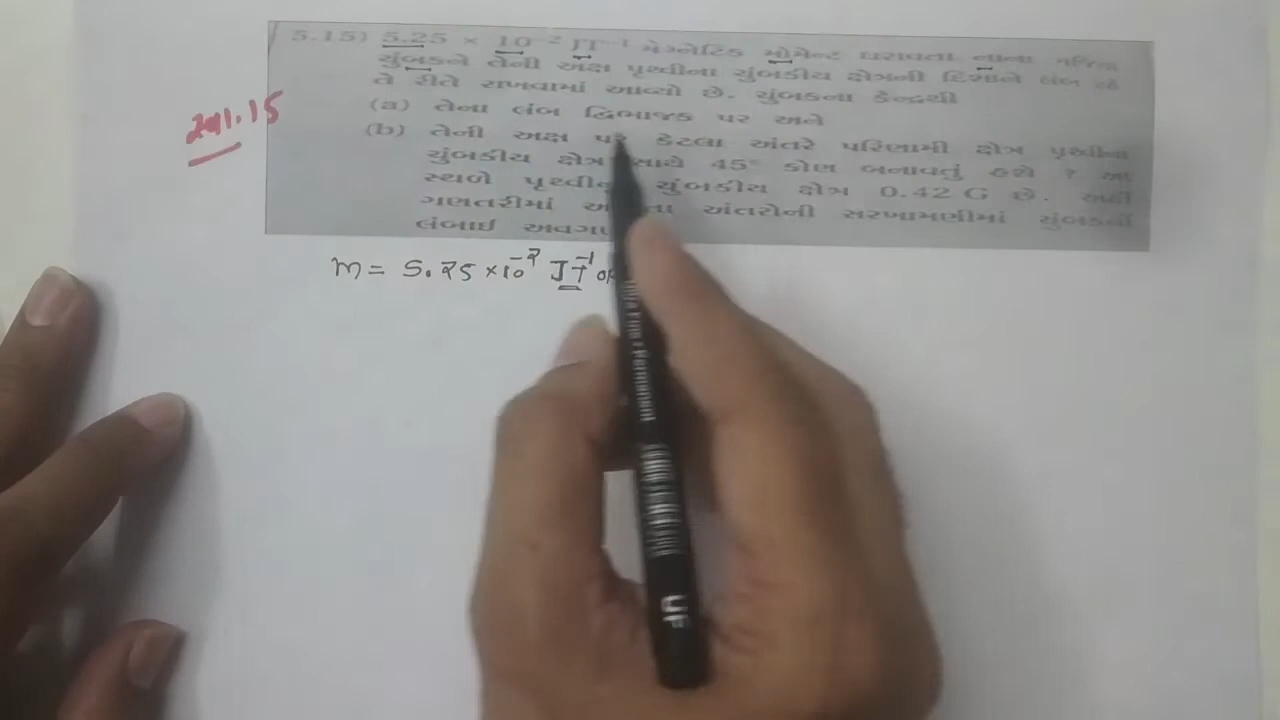 5.15) 5.25 × 10⁻² JT⁻¹ મેગ્નેટિક મોમેન્ટ ધરાવતા નાના ગજિયા
ચુંબકને તેની અક્ષ પૃથ્વીના ચુંબકીય ક્ષેત્રની દિશાને લંબ રહે
તે રીતે રાખવામાં આવ્યો છે. ચુંબકના કેન્દ્રથી
(a) તેના લંબ દ્વિભાજક પર અને
(b) તેની અક્ષ પર કેટલા અંતરે પરિણામી ક્ષેત્ર પૃથ્વીના
ચુંબકીય ક્ષેત્ર સાથે 45° કોણ બનાવતું હશે ? આ
સ્થળે પૃથ્વીનું ચુંબકીય ક્ષેત્ર 0.42 G છે. અહીં
ગણતરીમાં અંતરોની સરખામણીમાં ચુંબકની
લંબાઈ
સ્વા.15
m = 5.25 ×10⁻² JT⁻¹
UF